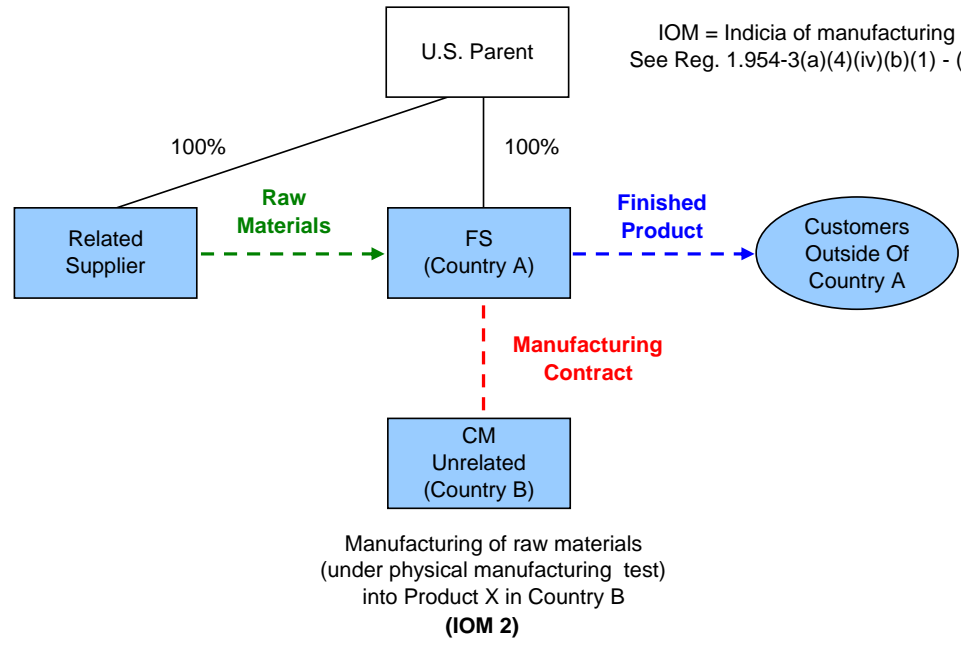 U.S. Parent
IOM = Indicia of manufacturing
See Reg. 1.954-3(a)(4)(iv)(b)(1) - (
100%
100%
Raw
Materials
Finished
Product
Related
Supplier
FS
(Country A)
Customers
Outside Of
Country A
Manufacturing
Contract
CM
Unrelated
(Country B)
Manufacturing of raw materials
(under physical manufacturing test)
into Product X in Country B
(IOM 2)